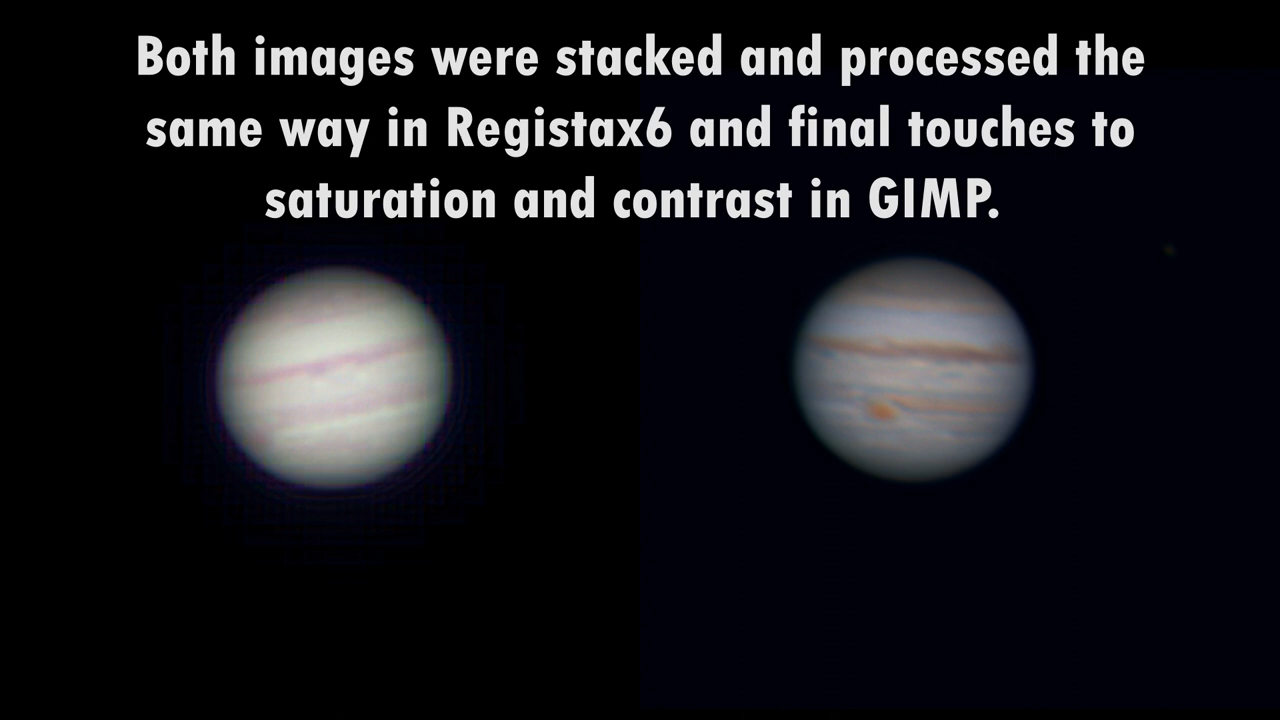 Both images were stacked and processed the
same way in Registax6 and final touches to
saturation and contrast in GIMP.